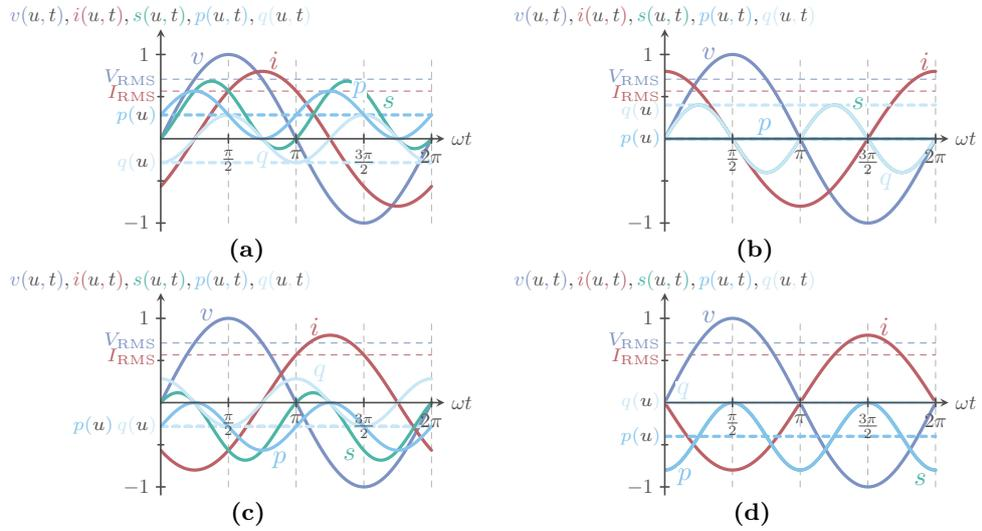 v(u,t), i(u,t), s(u,t), p(u,t), q(u,t)
1
V_RMS
I_RMS
p(u)
q(u)
−1
v
i
p
s
q
π/2
π
3π/2
2π
ωt
(a)
v(u,t), i(u,t), s(u,t), p(u,t), q(u,t)
1
V_RMS
I_RMS
q(u
p(u)
−1
v
i
s
p
q
π/2
π
3π/2
2π
ωt
(b)
v(u,t), i(u,t), s(u,t), p(u,t), q(u,t)
1
V_RMS
I_RMS
p(u) q(u)
−1
v
i
q
p
s
π/2
π
3π/2
2π
ωt
(c)
v(u,t), i(u,t), s(u,t), p(u,t), q(u,t)
1
V_RMS
I_RMS
q(u)
p(u)
−1
v
i
q
p
s
π/2
π
3π/2
2π
ωt
(d)